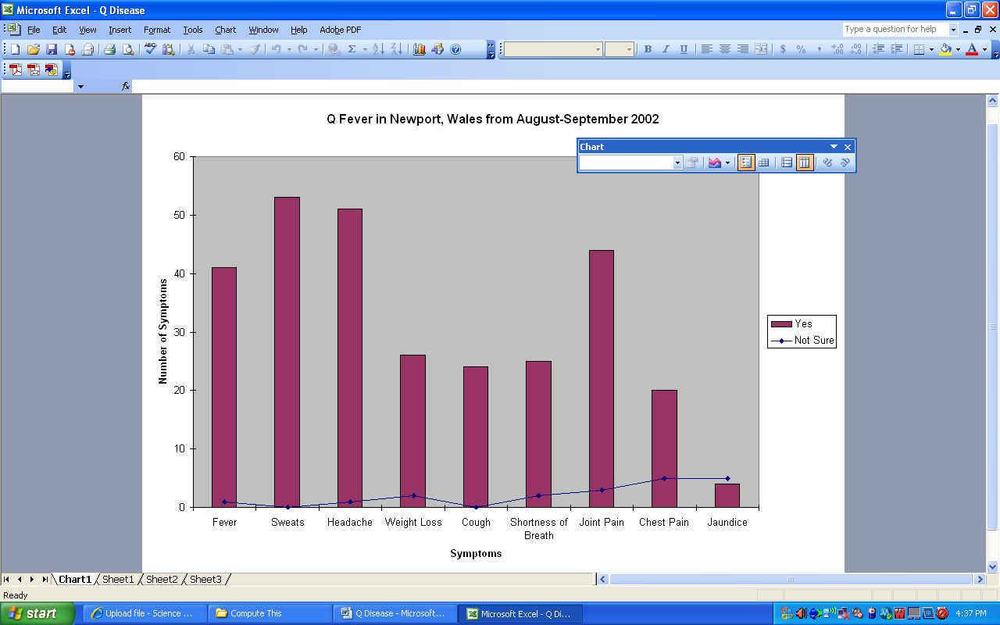 Microsoft Excel - Q Disease
File Edit View Insert Format Tools Chart Window Help Adobe PDF
Type a question for help
Q Fever in Newport, Wales from August-September 2002
Chart
60
50
40
30
20
10
0
Number of Symptoms
Fever Sweats Headache Weight Loss Cough Shortness of Breath Joint Pain Chest Pain Jaundice
Symptoms
Yes
Not Sure
Chart1 Sheet1 Sheet2 Sheet3
Ready
start Upload file - Science ... Compute This Q Disease - Microsoft... Microsoft Excel - Q Di... 4:37 PM